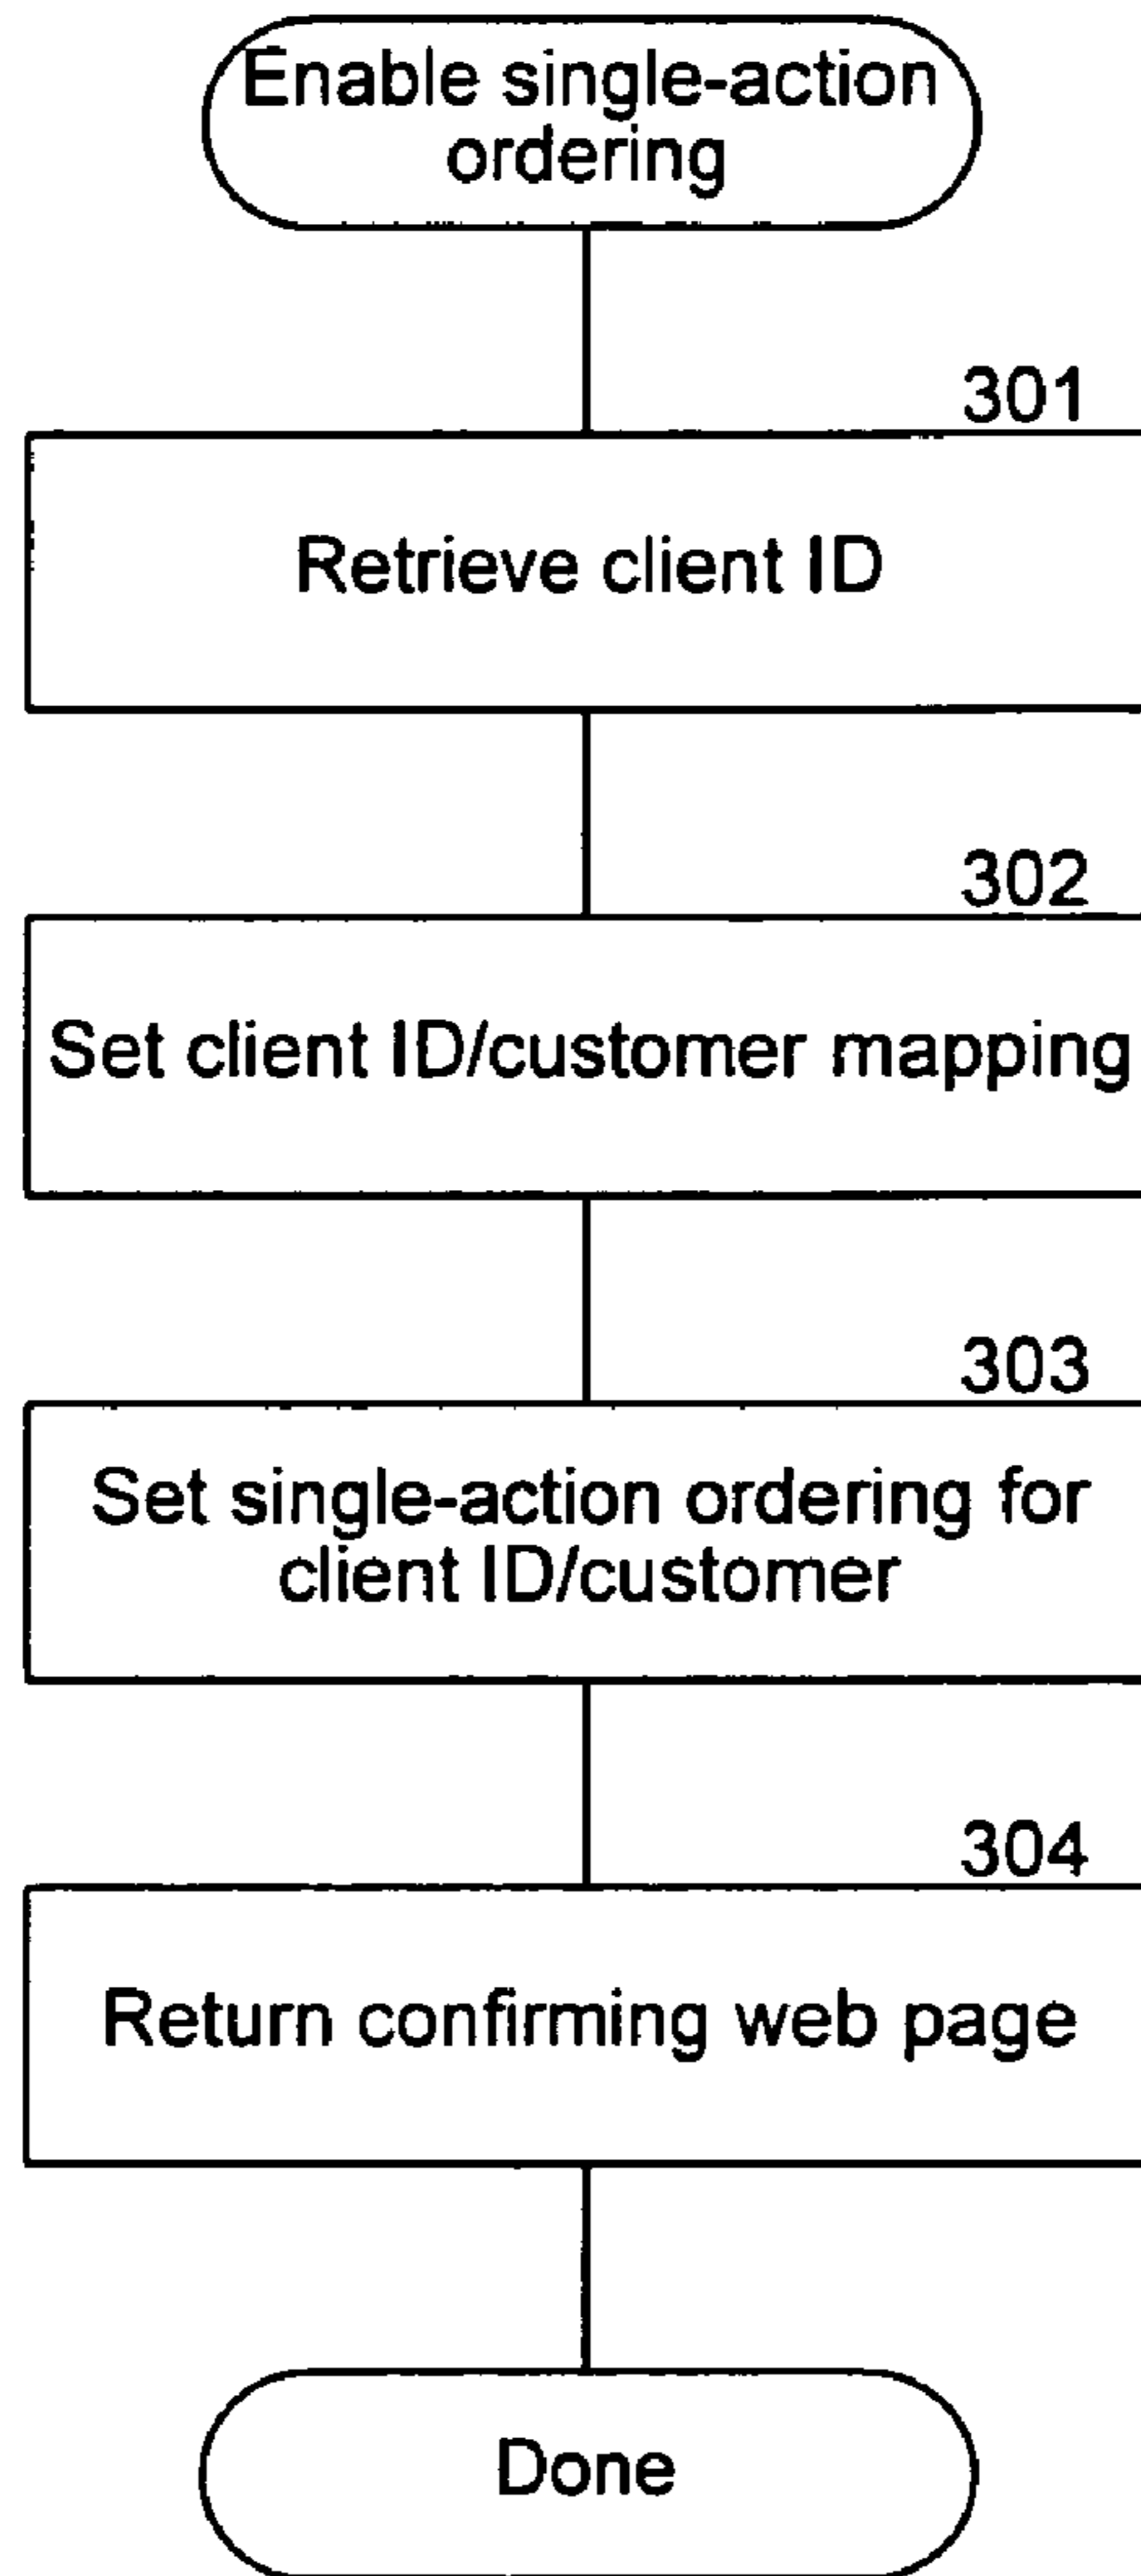 Enable single-action
ordering
301
Retrieve client ID
302
Set client ID/customer mapping
303
Set single-action ordering for
client ID/customer
304
Return confirming web page
Done